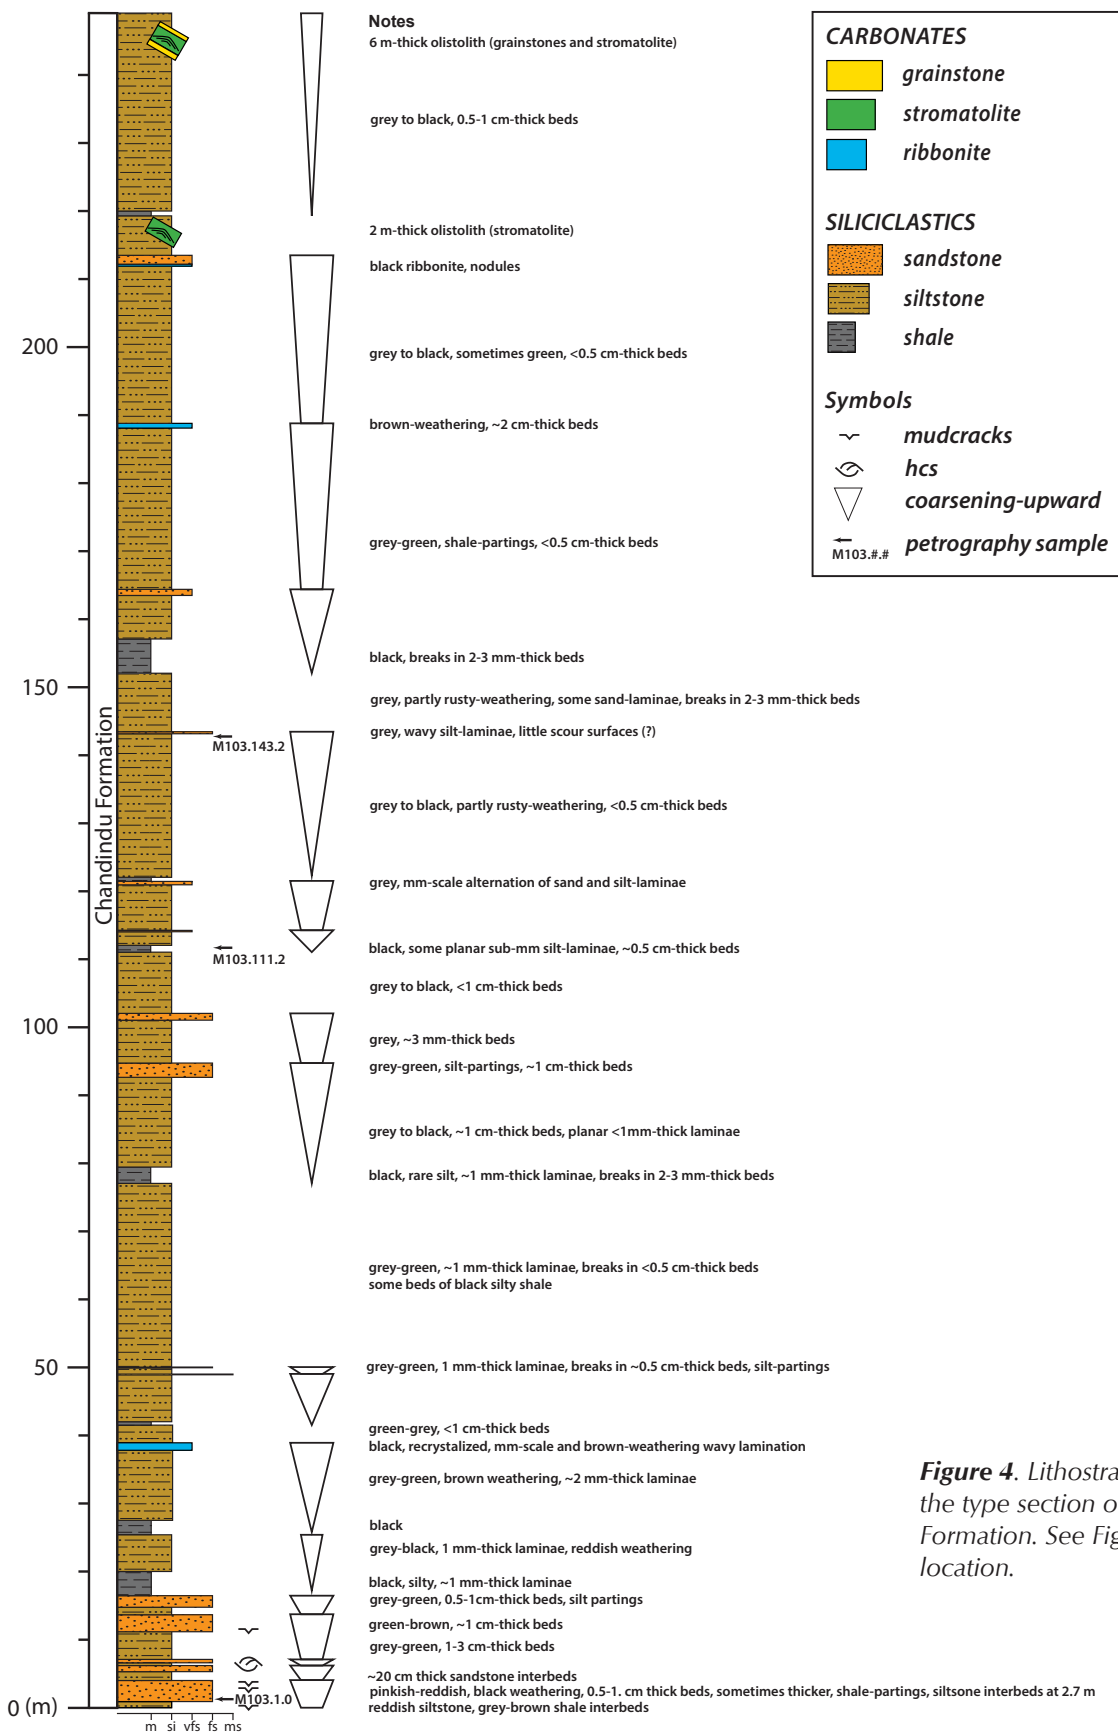 Notes
6 m-thick olistolith (grainstones and stromatolite)
grey to black, 0.5-1 cm-thick beds
2 m-thick olistolith (stromatolite)
black ribbonite, nodules
200
grey to black, sometimes green, <0.5 cm-thick beds
brown-weathering, ~2 cm-thick beds
grey-green, shale-partings, <0.5 cm-thick beds
black, breaks in 2-3 mm-thick beds
150
grey, partly rusty-weathering, some sand-laminae, breaks in 2-3 mm-thick beds
grey, wavy silt-laminae, little scour surfaces (?)
M103.143.2
grey to black, partly rusty-weathering, <0.5 cm-thick beds
Chandindu Formation
grey, mm-scale alternation of sand and silt-laminae
black, some planar sub-mm silt-laminae, ~0.5 cm-thick beds
M103.111.2
grey to black, <1 cm-thick beds
100
grey, ~3 mm-thick beds
grey-green, silt-partings, ~1 cm-thick beds
grey to black, ~1 cm-thick beds, planar <1mm-thick laminae
black, rare silt, ~1 mm-thick laminae, breaks in 2-3 mm-thick beds
grey-green, ~1 mm-thick laminae, breaks in <0.5 cm-thick beds
some beds of black silty shale
50
grey-green, 1 mm-thick laminae, breaks in ~0.5 cm-thick beds, silt-partings
green-grey, <1 cm-thick beds
black, recrystalized, mm-scale and brown-weathering wavy lamination
grey-green, brown weathering, ~2 mm-thick laminae
black
grey-black, 1 mm-thick laminae, reddish weathering
black, silty, ~1 mm-thick laminae
grey-green, 0.5-1cm-thick beds, silt partings
green-brown, ~1 cm-thick beds
grey-green, 1-3 cm-thick beds
~20 cm thick sandstone interbeds
pinkish-reddish, black weathering, 0.5-1. cm thick beds, sometimes thicker, shale-partings, siltsone interbeds at 2.7 m
M103.1.0
reddish siltstone, grey-brown shale interbeds
0 (m)
m si vfs fs ms
CARBONATES
grainstone
stromatolite
ribbonite
SILICICLASTICS
sandstone
siltstone
shale
Symbols
mudcracks
hcs
coarsening-upward
petrography sample
M103.#.#
Figure 4. Lithostra
the type section o
Formation. See Fig
location.